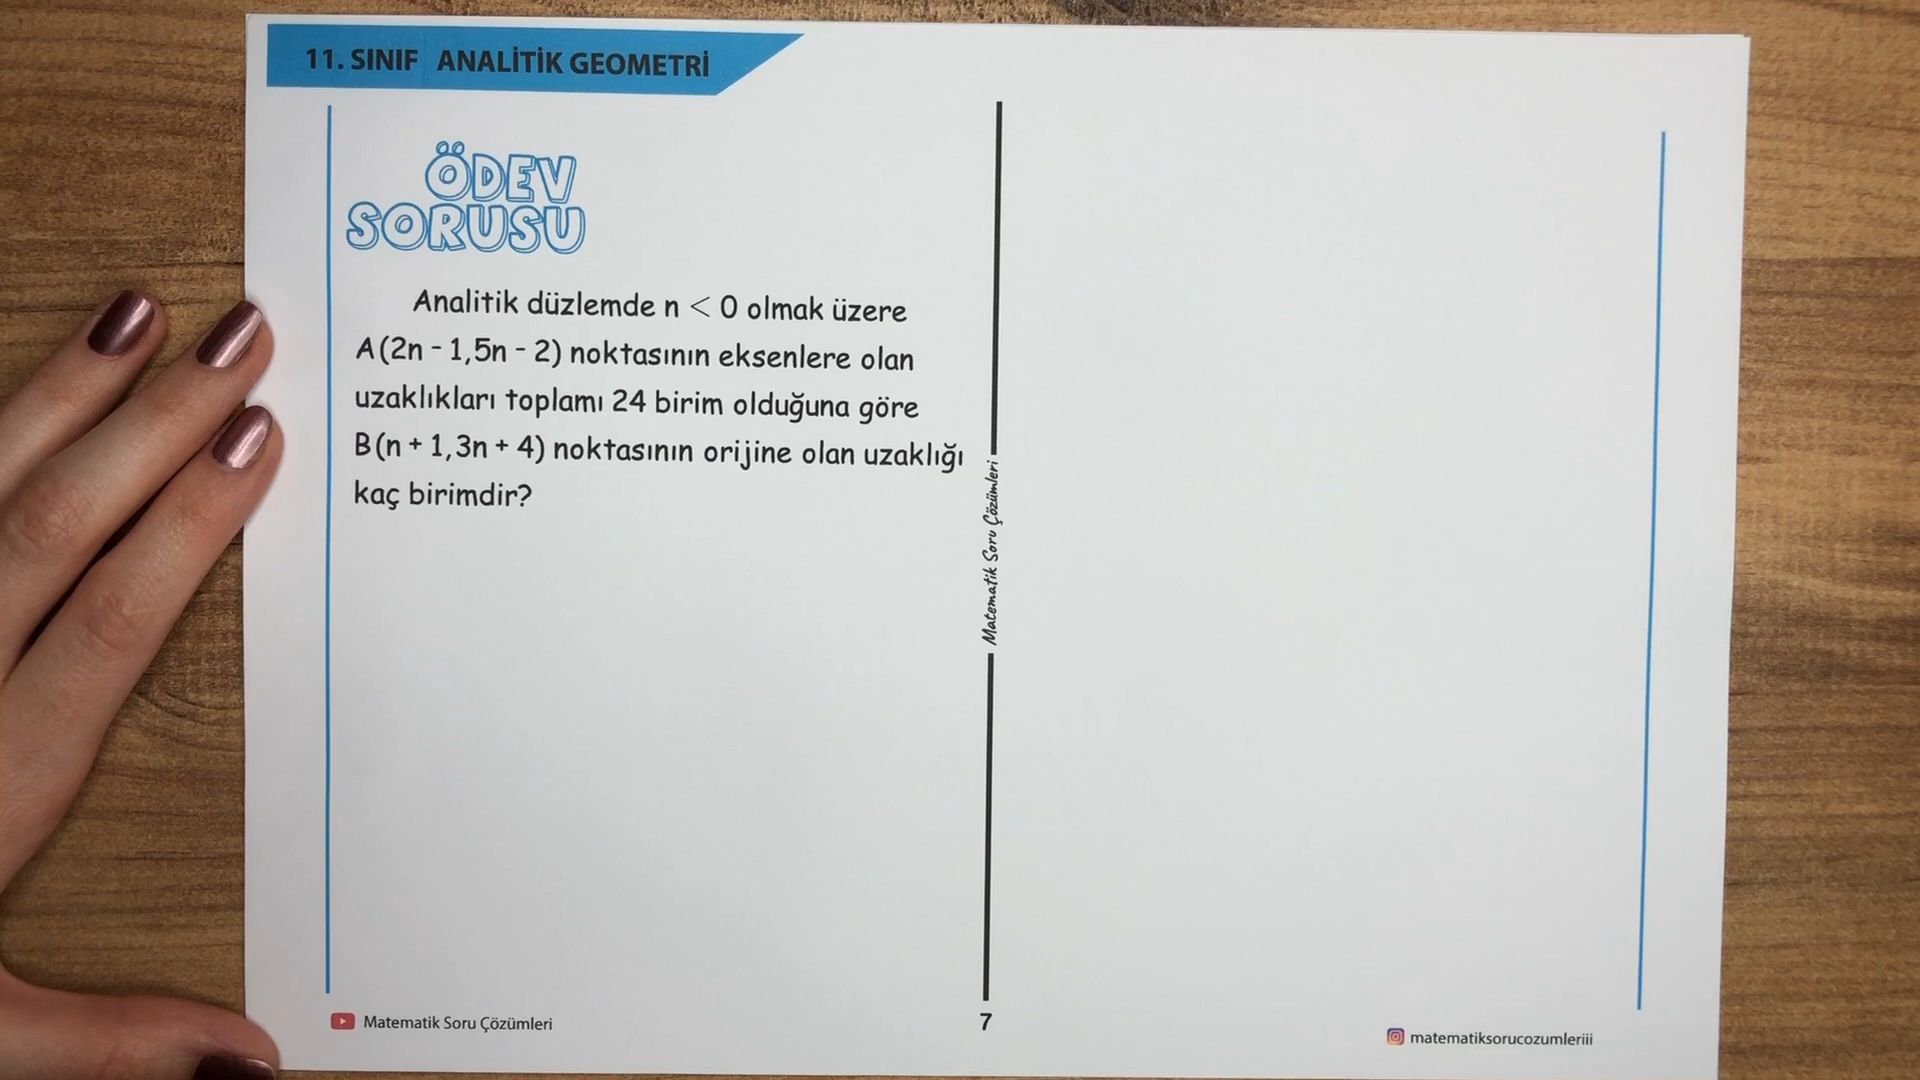 11. SINIF ANALİTİK GEOMETRİ
ÖDEV
SORUSU
Analitik düzlemde n < 0 olmak üzere
A(2n - 1,5n - 2) noktasının eksenlere olan
uzaklıkları toplamı 24 birim olduğuna göre
B(n + 1,3n + 4) noktasının orijine olan uzaklığı
kaç birimdir?
Matematik Soru Çözümleri
Matematik Soru Çözümleri
7
matematiksorucozumleriii